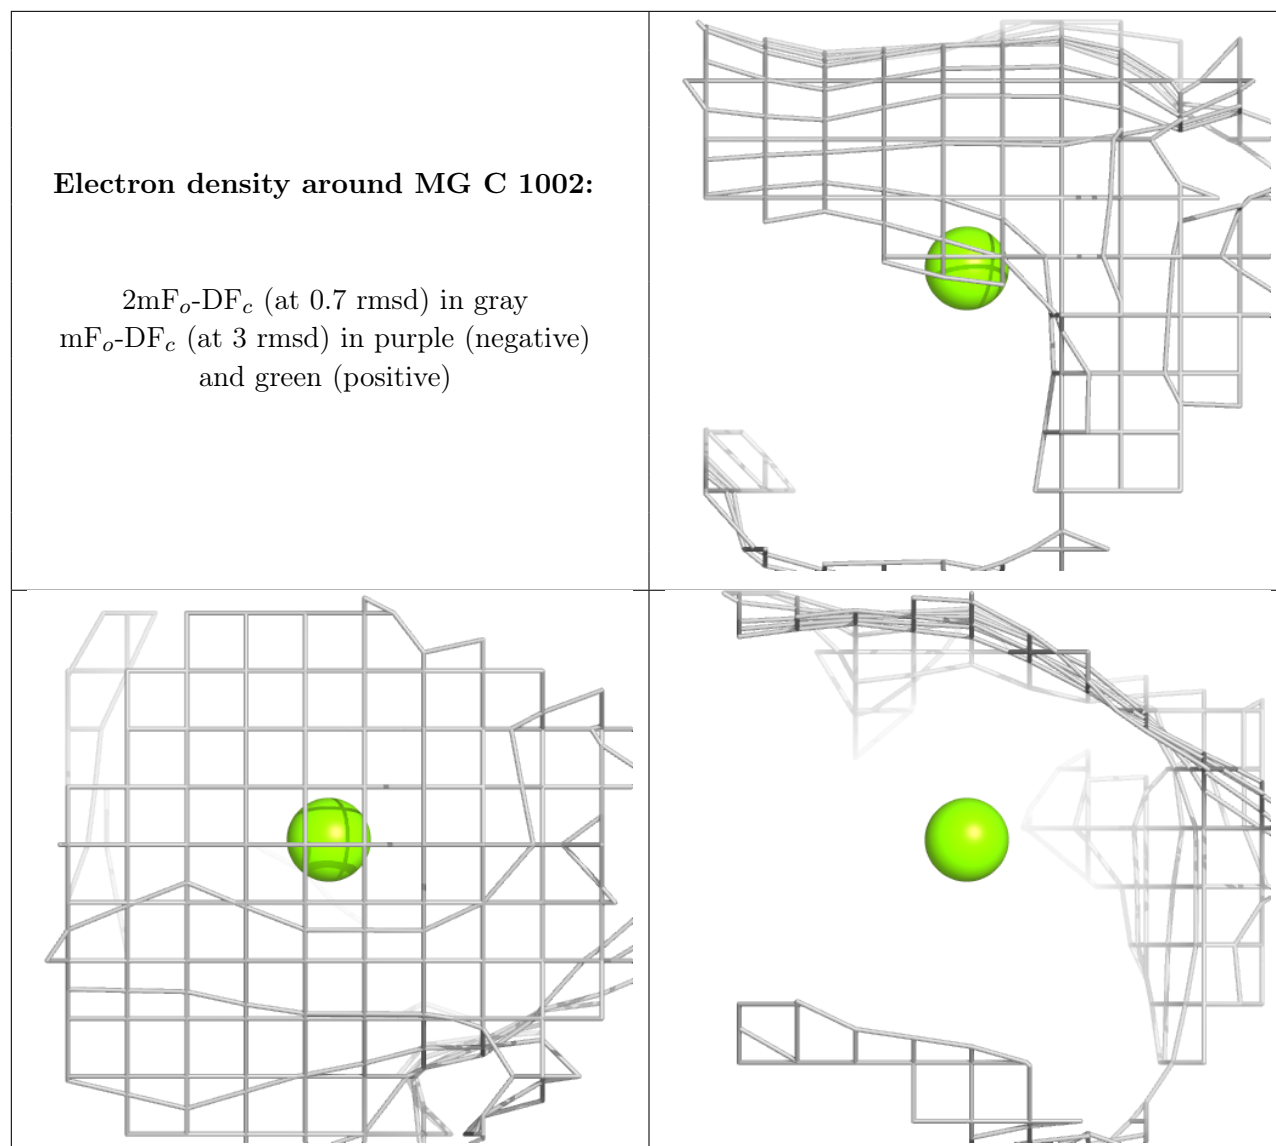 Electron density around MG C 1002:
2mFo-DFc (at 0.7 rmsd) in gray
mFo-DFc (at 3 rmsd) in purple (negative)
and green (positive)